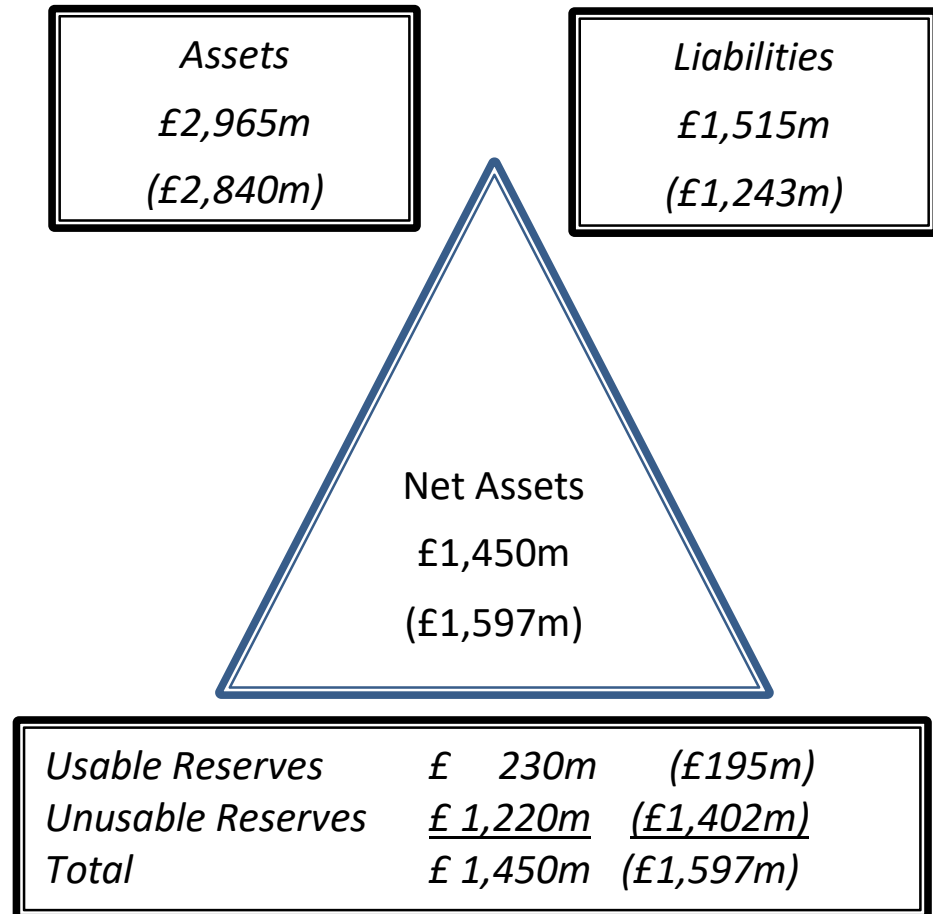 Assets
£2,965m
(£2,840m)
Liabilities
£1,515m
(£1,243m)
Net Assets
£1,450m
(£1,597m)
Usable Reserves £ 230m (£195m)
Unusable Reserves £ 1,220m (£1,402m)
Total £ 1,450m (£1,597m)